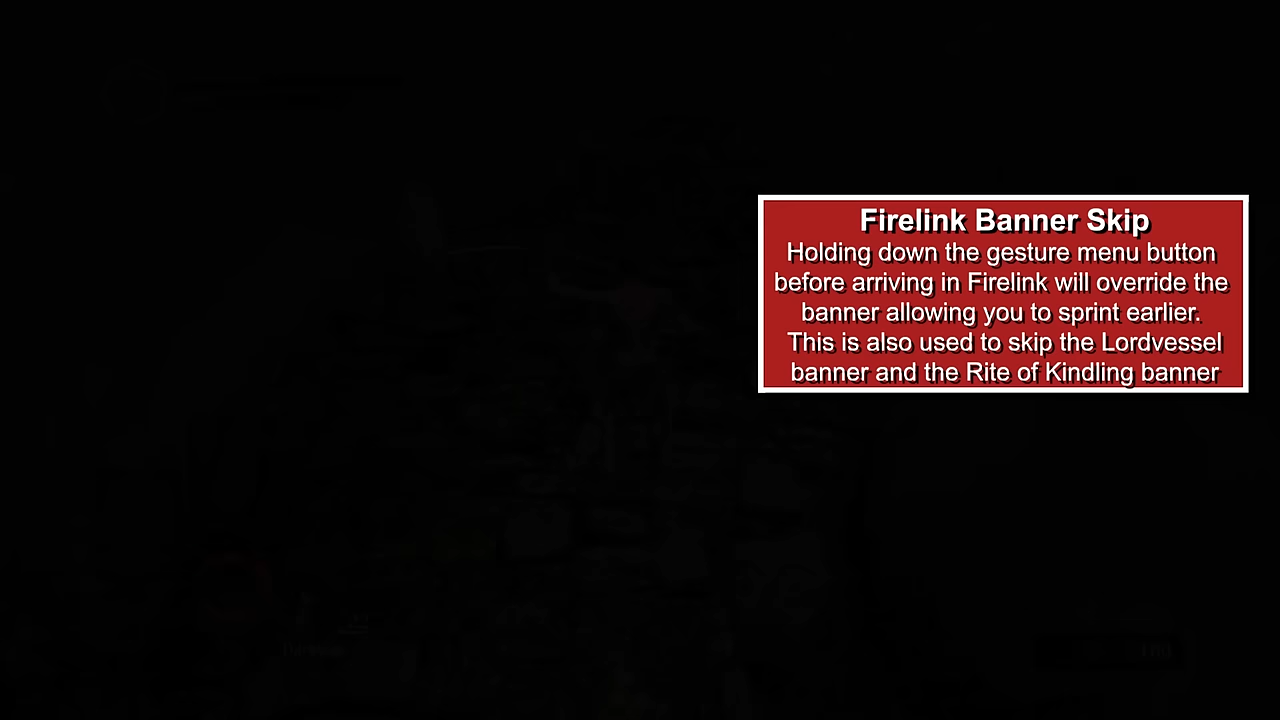 Firelink Banner Skip
Holding down the gesture menu button
before arriving in Firelink will override the
banner allowing you to sprint earlier.
This is also used to skip the Lordvessel
banner and the Rite of Kindling banner